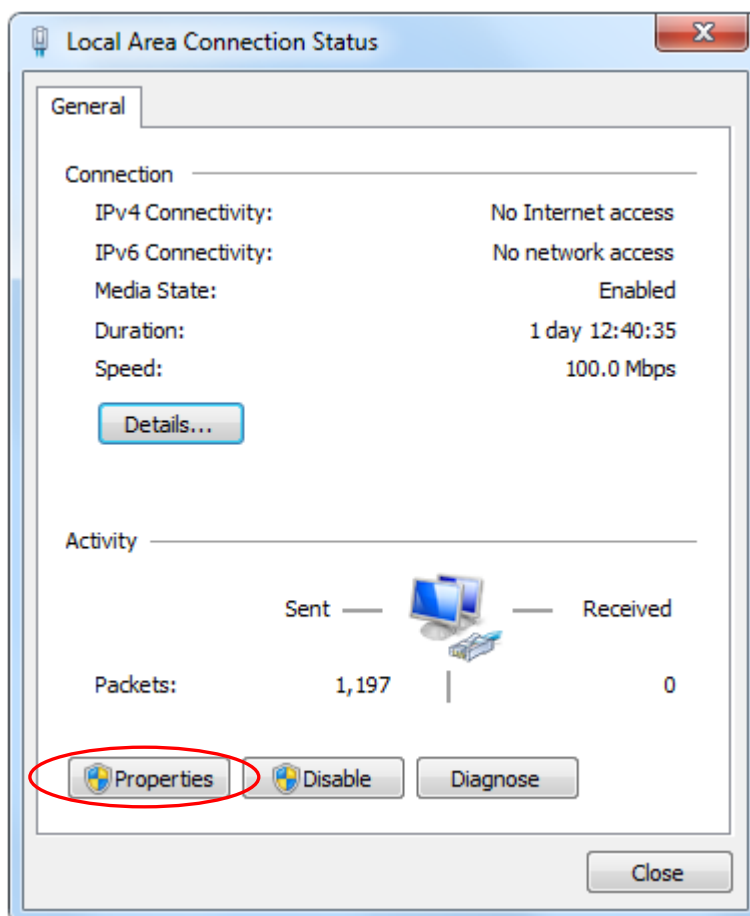 Local Area Connection Status
General
Connection
IPv4 Connectivity: No Internet access
IPv6 Connectivity: No network access
Media State: Enabled
Duration: 1 day 12:40:35
Speed: 100.0 Mbps
Details...
Activity
Sent Received
Packets: 1,197 0
Properties Disable Diagnose
Close